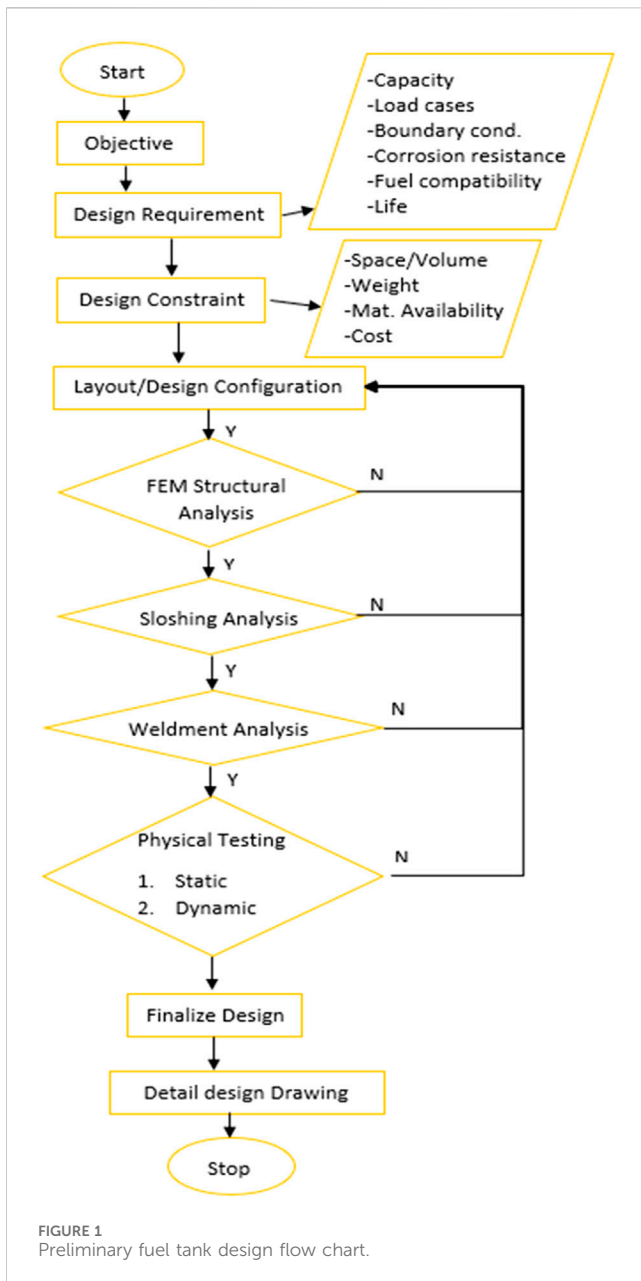 Start
Objective
Design Requirement
-Capacity
-Load cases
-Boundary cond.
-Corrosion resistance
-Fuel compatibility
-Life
Design Constraint
-Space/Volume
-Weight
-Mat. Availability
-Cost
Layout/Design Configuration
Y
FEM Structural
Analysis
N
Y
Sloshing Analysis
N
Y
Weldment Analysis
N
Y
Physical Testing
1. Static
2. Dynamic
N
Finalize Design
Detail design Drawing
Stop
FIGURE 1
Preliminary fuel tank design flow chart.